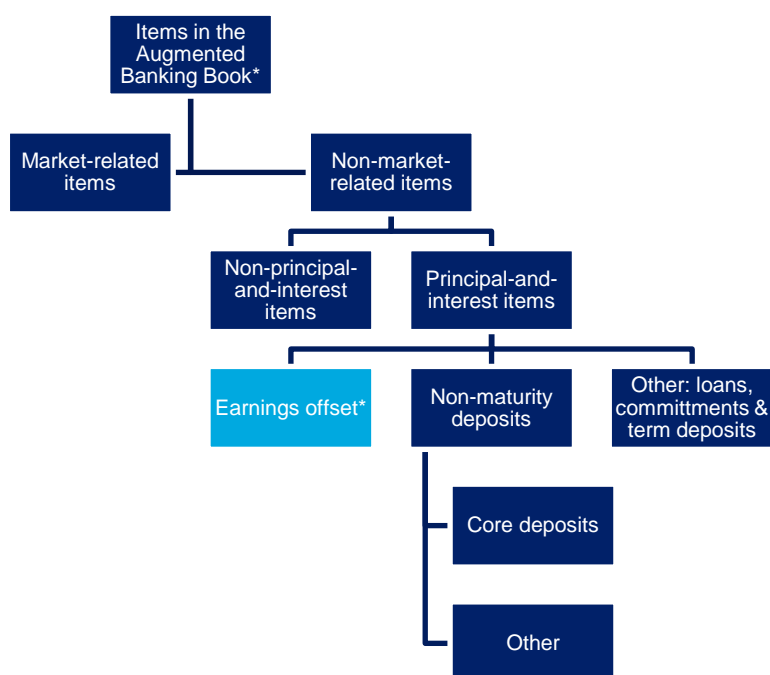 Items in the
Augmented
Banking Book*
Market-related
items
Non-market-
related items
Non-principal-
and-interest
items
Principal-and-
interest items
Earnings offset*
Non-maturity
deposits
Other: loans,
committments &
term deposits
Core deposits
Other